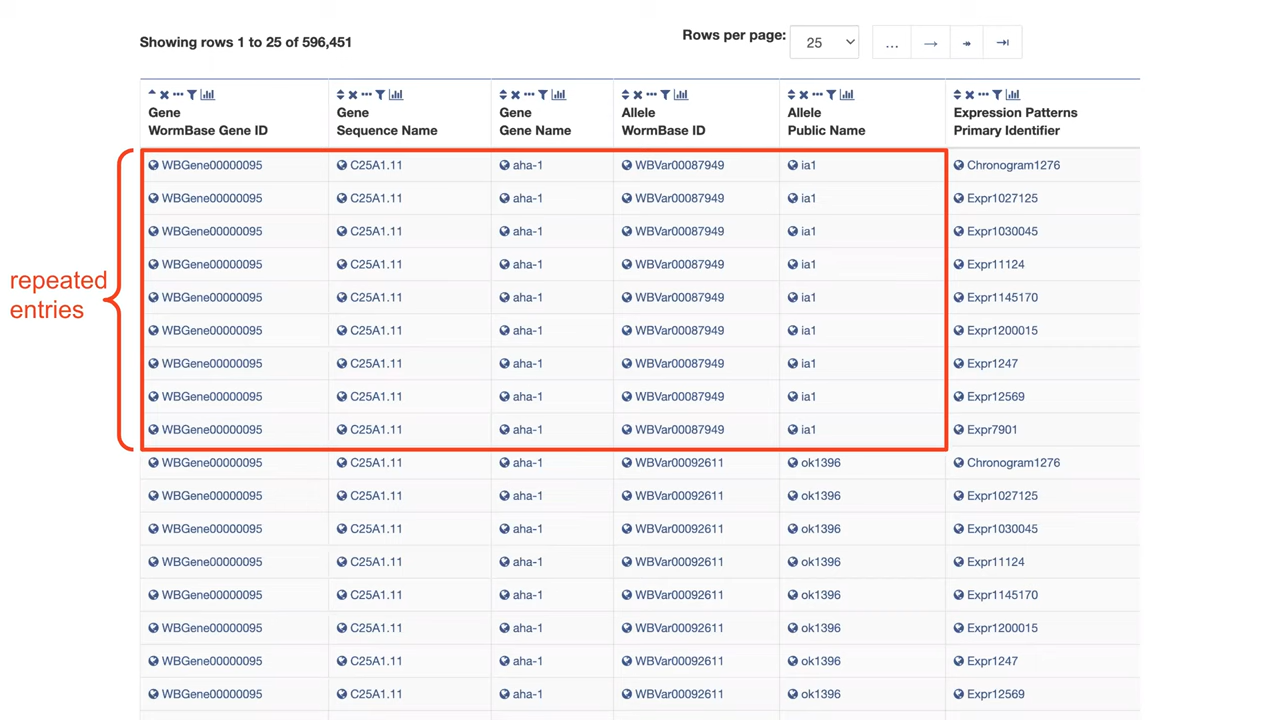 Showing rows 1 to 25 of 596,451
Rows per page: 25 ...
Gene Gene Gene Allele Allele Expression Patterns
WormBase Gene ID Sequence Name Gene Name WormBase ID Public Name Primary Identifier
WBGene00000095 C25A1.11 aha-1 WBVar00087949 ia1 Chronogram1276
WBGene00000095 C25A1.11 aha-1 WBVar00087949 ia1 Expr1027125
WBGene00000095 C25A1.11 aha-1 WBVar00087949 ia1 Expr1030045
WBGene00000095 C25A1.11 aha-1 WBVar00087949 ia1 Expr11124
repeated
entries
WBGene00000095 C25A1.11 aha-1 WBVar00087949 ia1 Expr1145170
WBGene00000095 C25A1.11 aha-1 WBVar00087949 ia1 Expr1200015
WBGene00000095 C25A1.11 aha-1 WBVar00087949 ia1 Expr1247
WBGene00000095 C25A1.11 aha-1 WBVar00087949 ia1 Expr12569
WBGene00000095 C25A1.11 aha-1 WBVar00087949 ia1 Expr7901
WBGene00000095 C25A1.11 aha-1 WBVar00092611 ok1396 Chronogram1276
WBGene00000095 C25A1.11 aha-1 WBVar00092611 ok1396 Expr1027125
WBGene00000095 C25A1.11 aha-1 WBVar00092611 ok1396 Expr1030045
WBGene00000095 C25A1.11 aha-1 WBVar00092611 ok1396 Expr11124
WBGene00000095 C25A1.11 aha-1 WBVar00092611 ok1396 Expr1145170
WBGene00000095 C25A1.11 aha-1 WBVar00092611 ok1396 Expr1200015
WBGene00000095 C25A1.11 aha-1 WBVar00092611 ok1396 Expr1247
WBGene00000095 C25A1.11 aha-1 WBVar00092611 ok1396 Expr12569